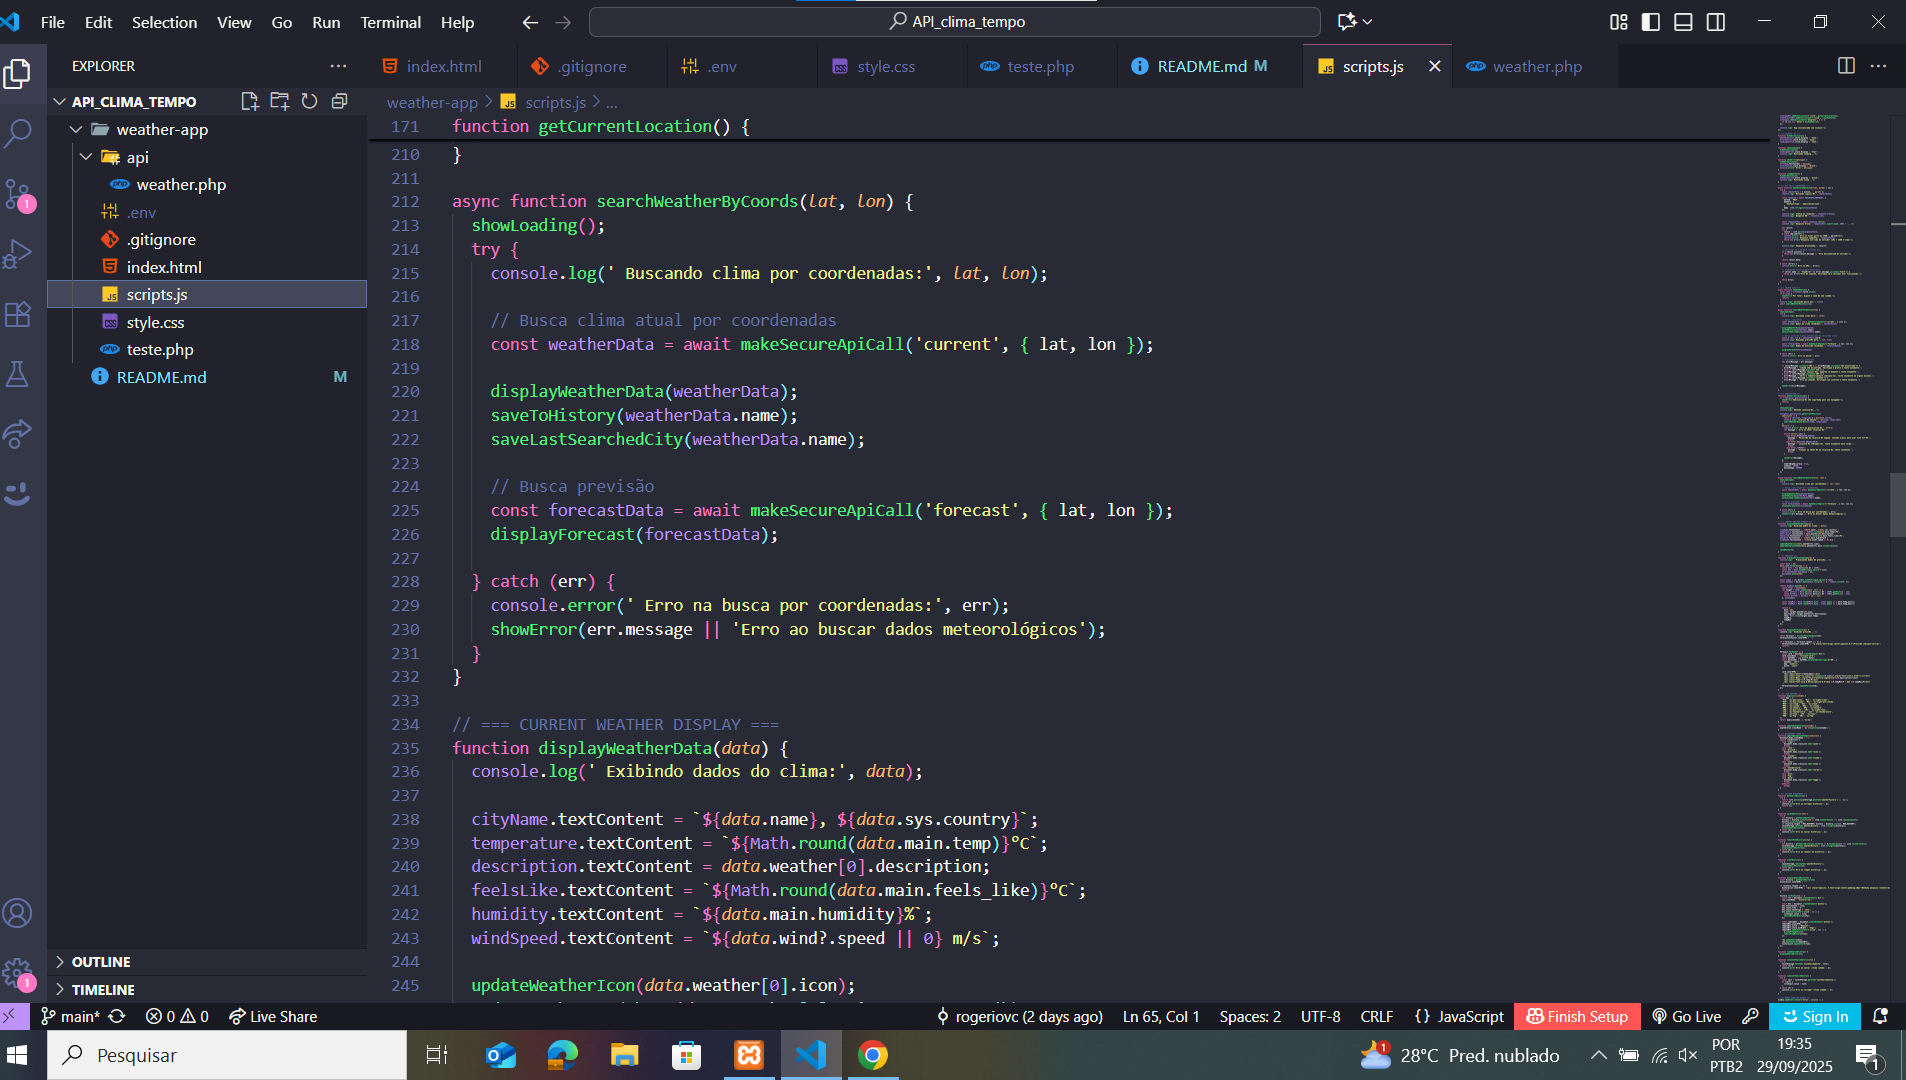 File Edit Selection View Go Run Terminal Help
API_clima_tempo
EXPLORER
index.html
.gitignore
.env
style.css
teste.php
README.md M
scripts.js
weather.php
API_CLIMA_TEMPO
weather-app
api
weather.php
.env
.gitignore
index.html
scripts.js
style.css
teste.php
README.md M
OUTLINE
TIMELINE
weather-app > scripts.js > ...
171 function getCurrentLocation() {
210 }
211
212 async function searchWeatherByCoords(lat, lon) {
213 showLoading();
214 try {
215 console.log(' Buscando clima por coordenadas:', lat, lon);
216
217 // Busca clima atual por coordenadas
218 const weatherData = await makeSecureApiCall('current', { lat, lon });
219
220 displayWeatherData(weatherData);
221 saveToHistory(weatherData.name);
222 saveLastSearchedCity(weatherData.name);
223
224 // Busca previsão
225 const forecastData = await makeSecureApiCall('forecast', { lat, lon });
226 displayForecast(forecastData);
227
228 } catch (err) {
229 console.error(' Erro na busca por coordenadas:', err);
230 showError(err.message || 'Erro ao buscar dados meteorológicos');
231 }
232 }
233
234 // === CURRENT WEATHER DISPLAY ===
235 function displayWeatherData(data) {
236 console.log(' Exibindo dados do clima:', data);
237
238 cityName.textContent = `${data.name}, ${data.sys.country}`;
239 temperature.textContent = `${Math.round(data.main.temp)}°C`;
240 description.textContent = data.weather[0].description;
241 feelsLike.textContent = `${Math.round(data.main.feels_like)}°C`;
242 humidity.textContent = `${data.main.humidity}%`;
243 windSpeed.textContent = `${data.wind?.speed || 0} m/s`;
244
245 updateWeatherIcon(data.weather[0].icon);
main* 0 0 Live Share rogeriovc (2 days ago) Ln 65, Col 1 Spaces: 2 UTF-8 CRLF {} JavaScript Finish Setup Go Live Sign In
Pesquisar
1
28°C Pred. nublado
POR
PTB2
19:35
29/09/2025
1